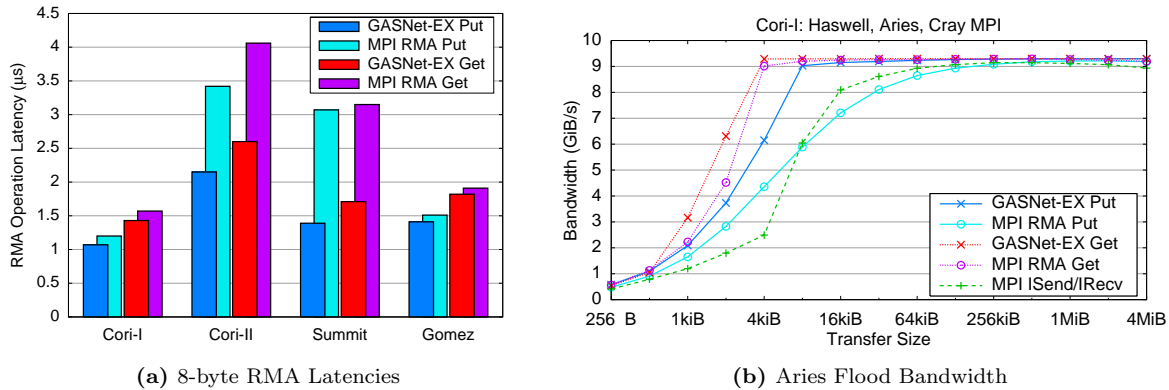 GASNet-EX Put
MPI RMA Put
GASNet-EX Get
MPI RMA Get
RMA Operation Latency (µs)
4.5
4
3.5
3
2.5
2
1.5
1
0.5
0
Cori-I Cori-II Summit Gomez
(a) 8-byte RMA Latencies
Cori-I: Haswell, Aries, Cray MPI
Bandwidth (GiB/s)
10
9
8
7
6
5
4
3
2
1
0
GASNet-EX Put
MPI RMA Put
GASNet-EX Get
MPI RMA Get
MPI ISend/IRecv
256 B 1kiB 4kiB 16kiB 64kiB 256kiB 1MiB 4MiB
Transfer Size
(b) Aries Flood Bandwidth